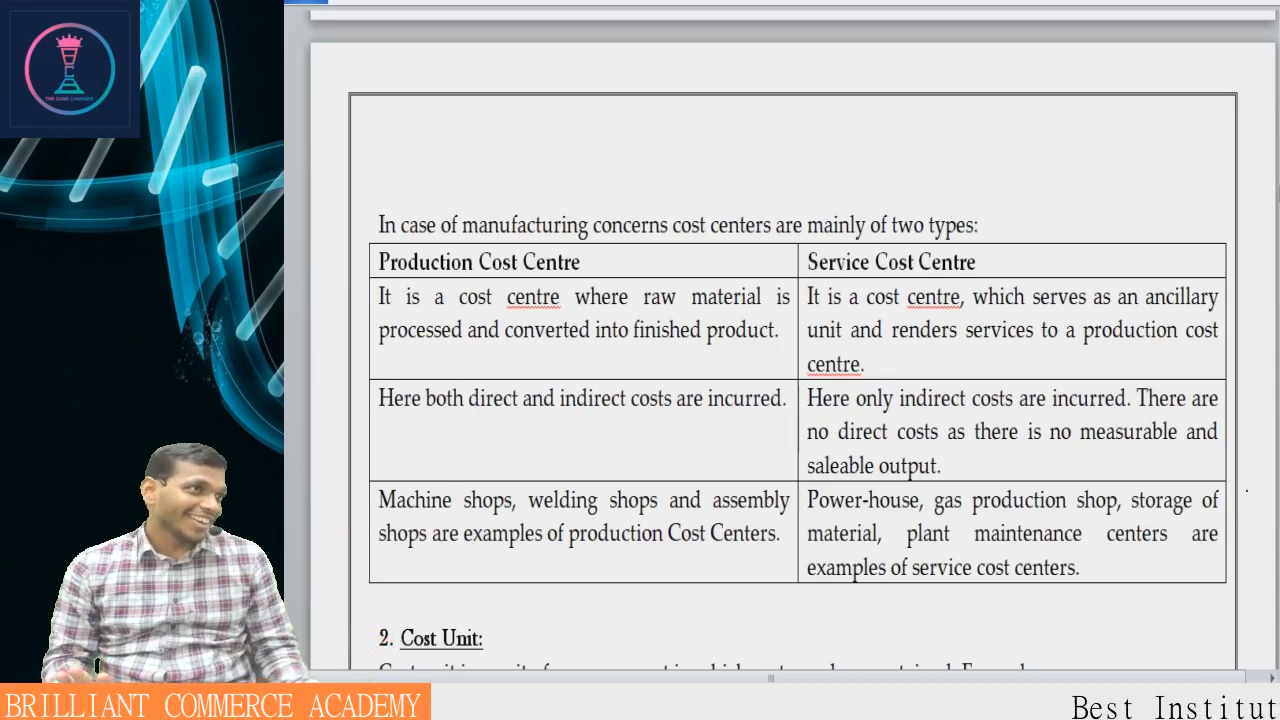 THE GAME CHANGER
In case of manufacturing concerns cost centers are mainly of two types:
Production Cost Centre
Service Cost Centre
It is a cost centre where raw material is
processed and converted into finished product.
It is a cost centre, which serves as an ancillary
unit and renders services to a production cost
centre.
Here both direct and indirect costs are incurred.
Here only indirect costs are incurred. There are
no direct costs as there is no measurable and
saleable output.
Machine shops, welding shops and assembly
shops are examples of production Cost Centers.
Power-house, gas production shop, storage of
material, plant maintenance centers are
examples of service cost centers.
2. Cost Unit:
BRILLIANT COMMERCE ACADEMY
Best Institut